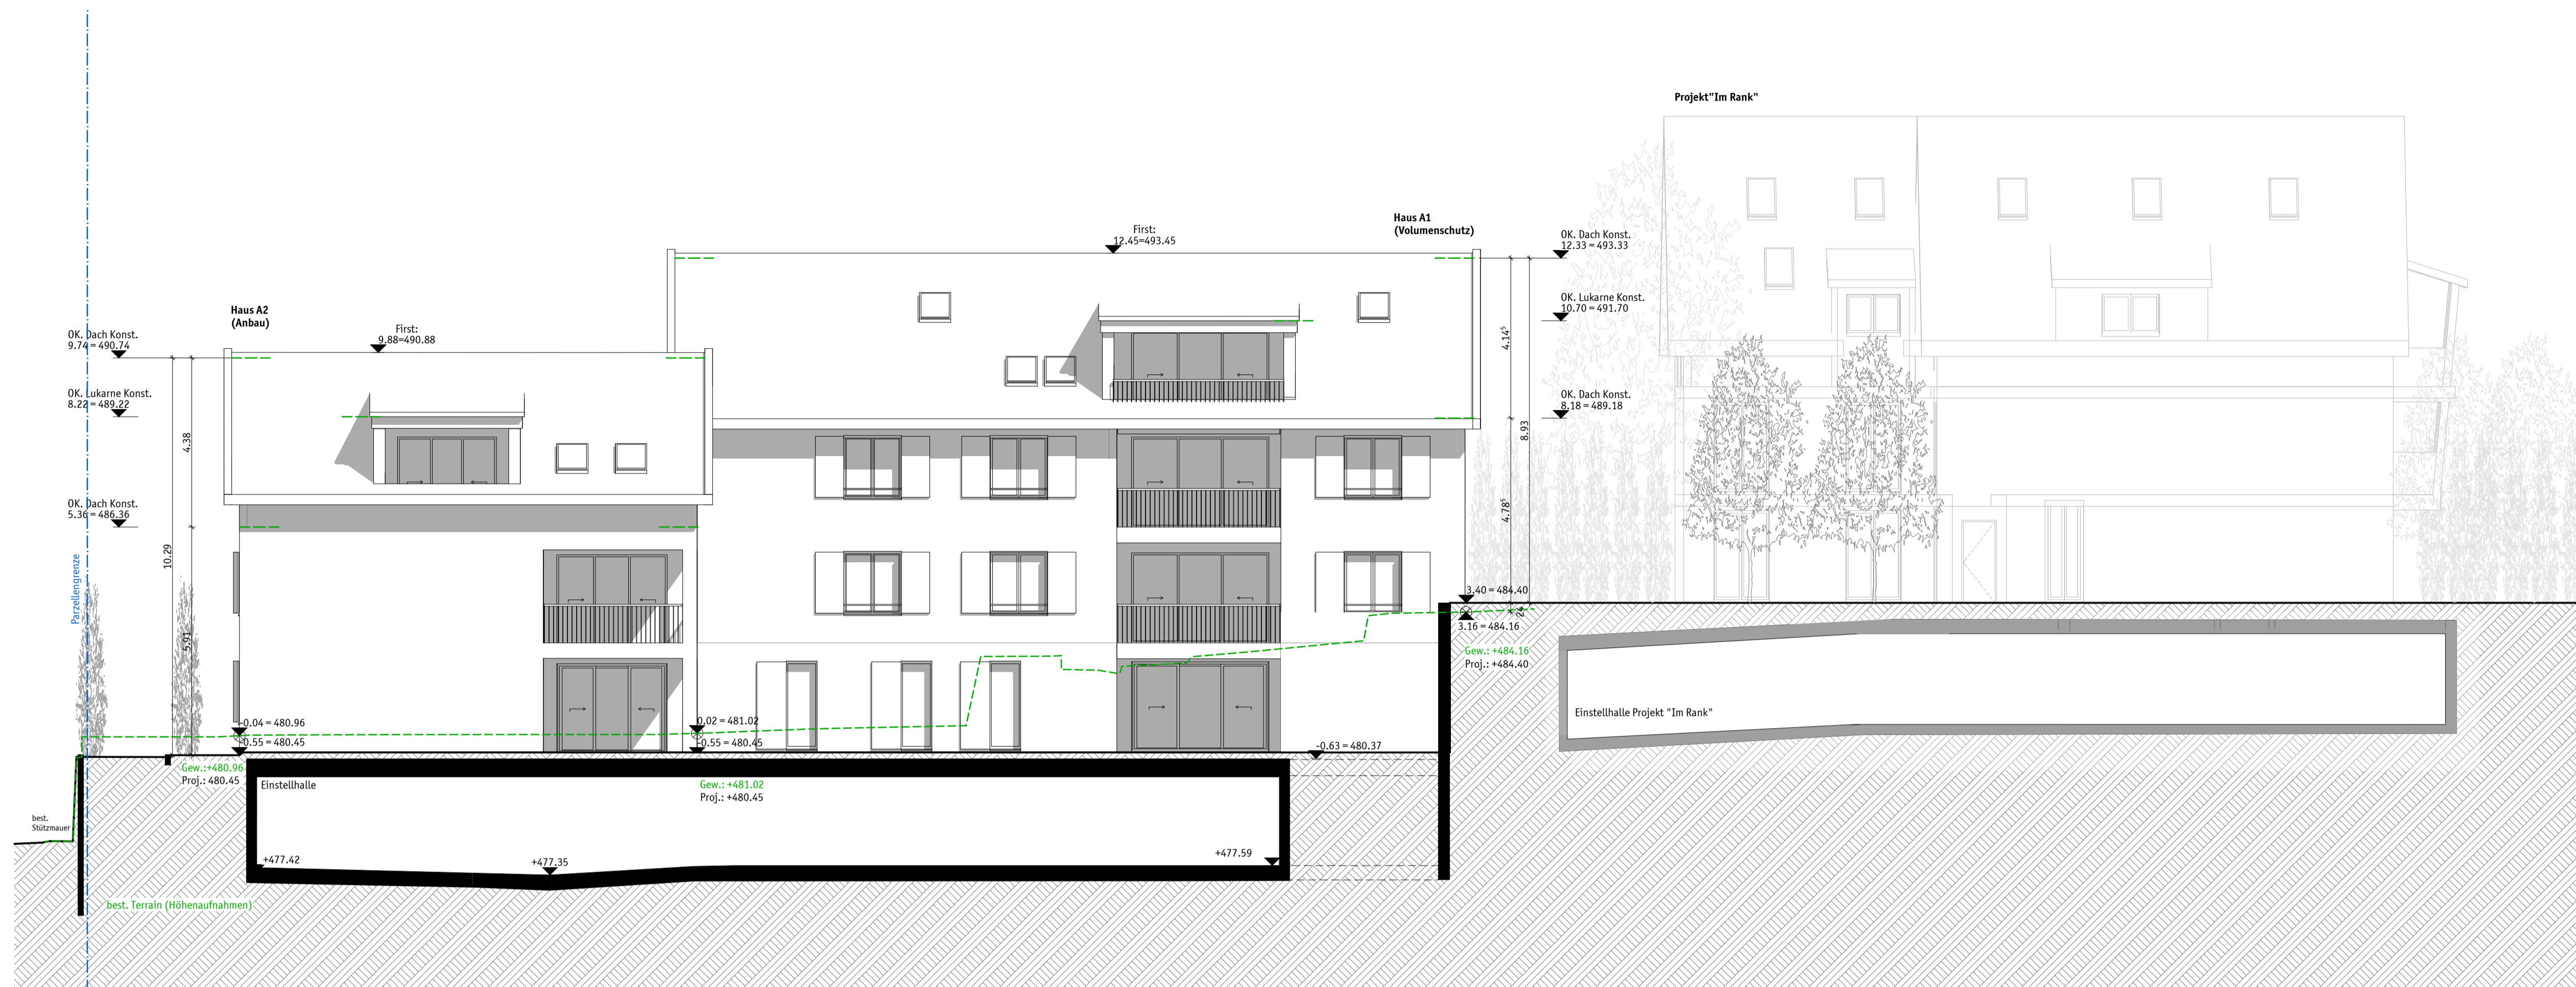 Projekt"Im Rank"
Haus A1
(Volumenschutz)
First:
12.45=493.45
OK. Dach Konst.
12.33 = 493.33
OK. Lukarne Konst.
10.70 = 491.70
OK. Dach Konst.
8.18 = 489.18
4.14⁵
8.93
4.78⁵
Haus A2
(Anbau)
First:
9.88=490.88
OK. Dach Konst.
9.74 = 490.74
OK. Lukarne Konst.
8.22 = 489.22
OK. Dach Konst.
5.36 = 486.36
4.38
10.29
5.91
Parzellengrenze
3.40 = 484.40
24
3.16 = 484.16
Gew.: +484.16
Proj.: +484.40
-0.04 = 480.96
-0.55 = 480.45
0.02 = 481.02
-0.55 = 480.45
-0.63 = 480.37
Gew.:+480.96
Proj.: 480.45
Einstellhalle
Gew.: +481.02
Proj.: +480.45
Einstellhalle Projekt "Im Rank"
best.
Stützmauer
+477.42
+477.35
+477.59
best. Terrain (Höhenaufnahmen)